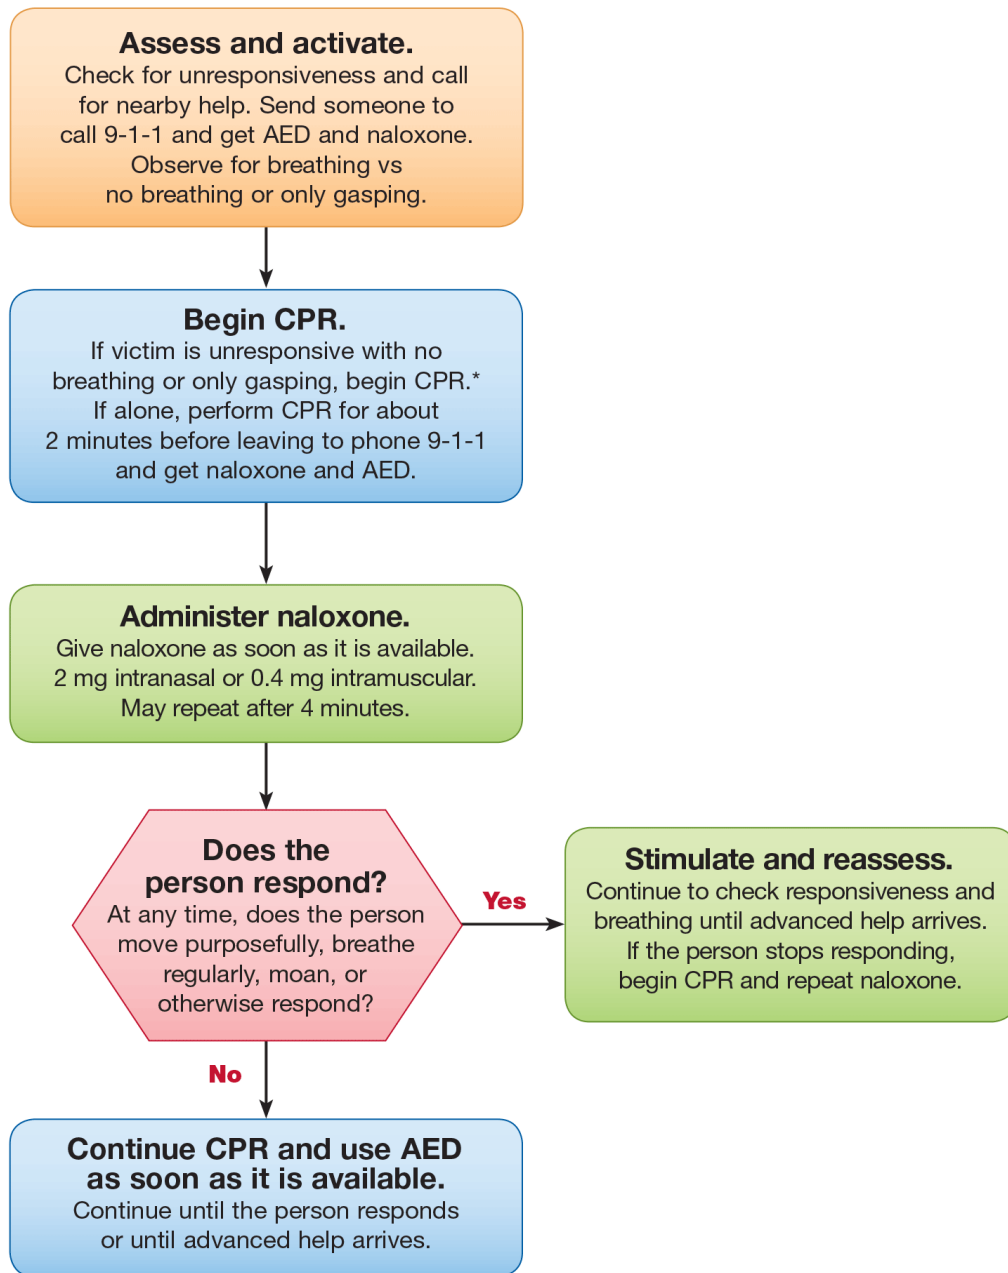 Assess and activate.
Check for unresponsiveness and call
for nearby help. Send someone to
call 9-1-1 and get AED and naloxone.
Observe for breathing vs
no breathing or only gasping.
Begin CPR.
If victim is unresponsive with no
breathing or only gasping, begin CPR.*
If alone, perform CPR for about
2 minutes before leaving to phone 9-1-1
and get naloxone and AED.
Administer naloxone.
Give naloxone as soon as it is available.
2 mg intranasal or 0.4 mg intramuscular.
May repeat after 4 minutes.
Does the
person respond?
At any time, does the person
move purposefully, breathe
regularly, moan, or
otherwise respond?
Yes
Stimulate and reassess.
Continue to check responsiveness and
breathing until advanced help arrives.
If the person stops responding,
begin CPR and repeat naloxone.
No
Continue CPR and use AED
as soon as it is available.
Continue until the person responds
or until advanced help arrives.